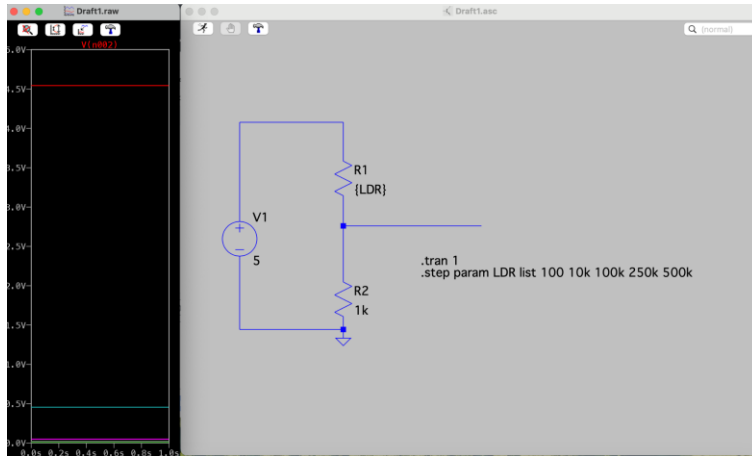 Draft1.raw
Draft1.asc
(normal)
V(n002)
5.0V
4.5V
4.0V
3.5V
3.0V
2.5V
2.0V
1.5V
1.0V
0.5V
0.0V
0.0s 0.2s 0.4s 0.6s 0.8s 1.0s
R1
{LDR}
V1
5
.tran 1
.step param LDR list 100 10k 100k 250k 500k
R2
1k